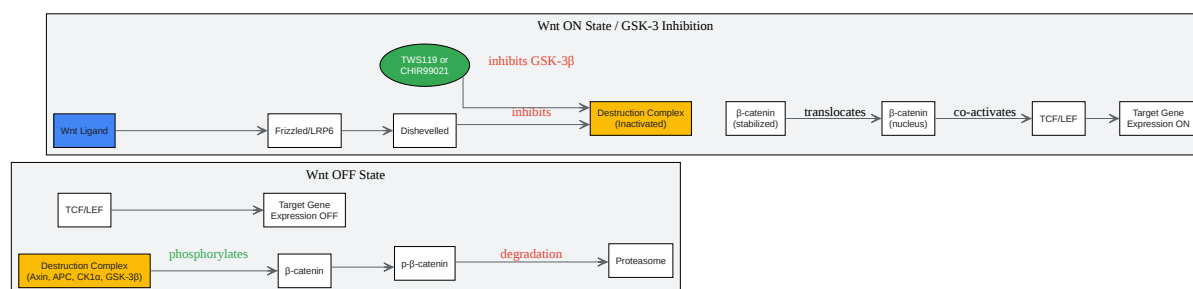 Wnt ON State / GSK-3 Inhibition
TWS119 or
CHIR99021
inhibits GSK-3β
Wnt Ligand
Frizzled/LRP6
Dishevelled
inhibits
Destruction Complex
(Inactivated)
β-catenin
(stabilized)
translocates
β-catenin
(nucleus)
co-activates
TCF/LEF
Target Gene
Expression ON
Wnt OFF State
TCF/LEF
Target Gene
Expression OFF
Destruction Complex
(Axin, APC, CK1α, GSK-3β)
phosphorylates
β-catenin
p-β-catenin
degradation
Proteasome